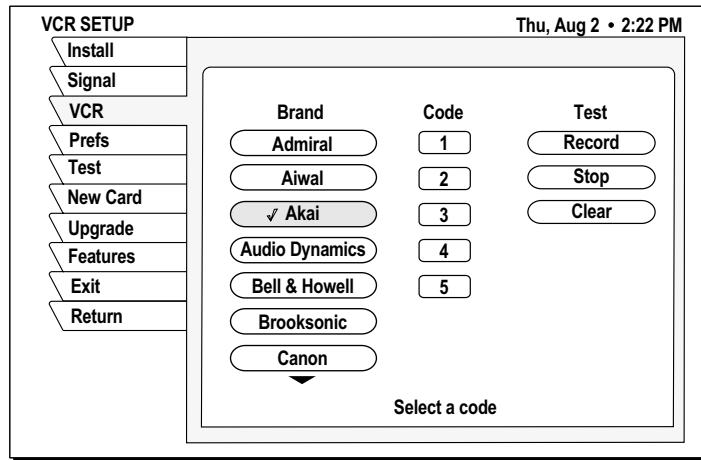 VCR SETUP
Thu, Aug 2 • 2:22 PM
Install
Signal
VCR
Prefs
Test
New Card
Upgrade
Features
Exit
Return
Brand
Code
Test
Admiral
1
Record
Aiwal
2
Stop
✓ Akai
3
Clear
Audio Dynamics
4
Bell & Howell
5
Brooksonic
Canon
Select a code